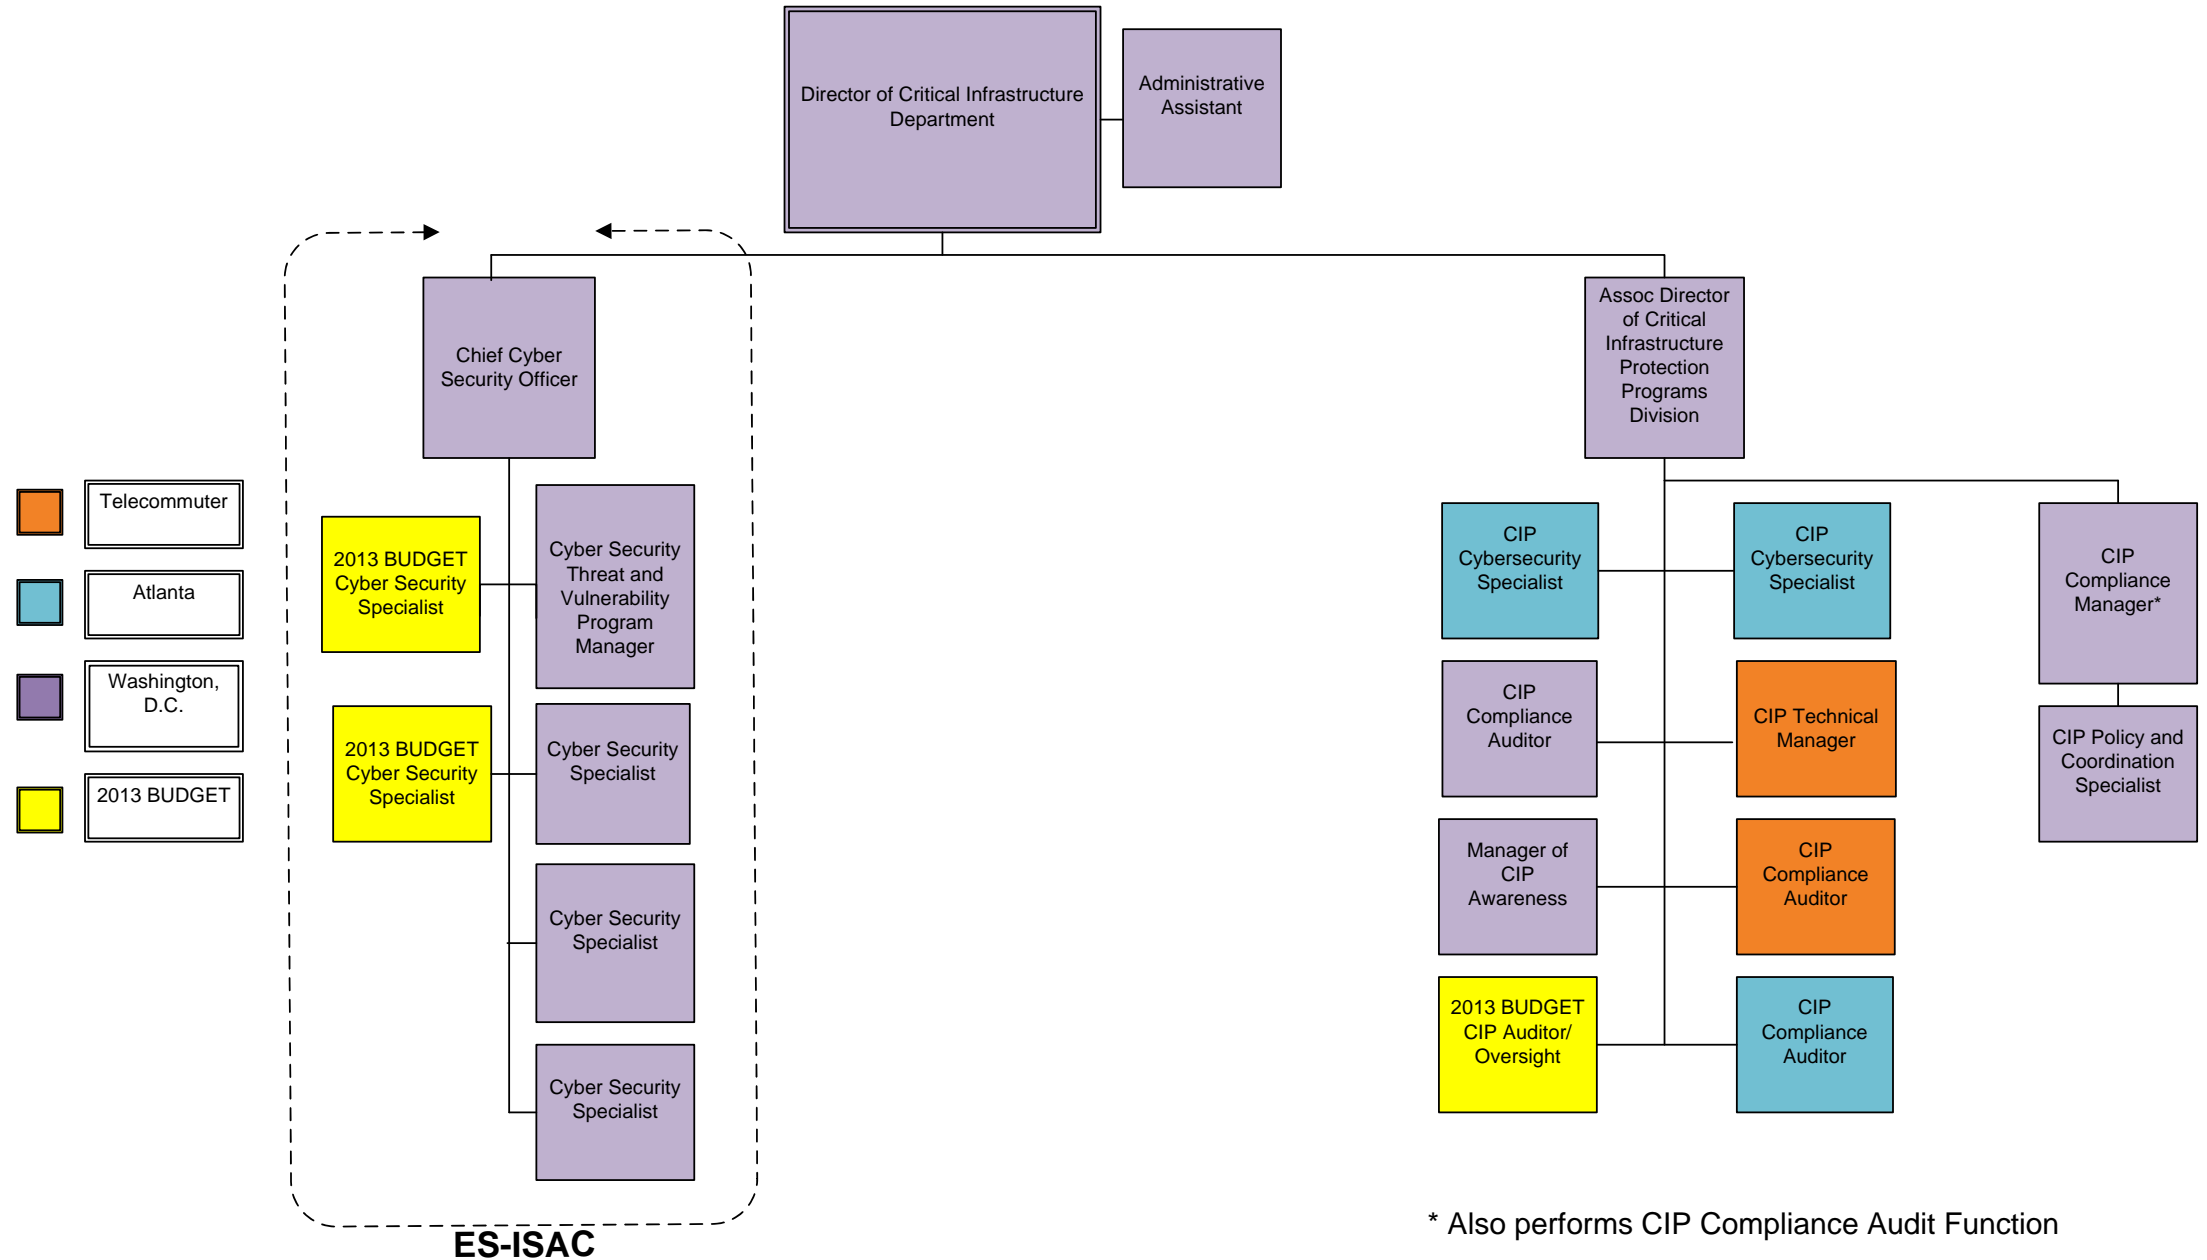 Director of Critical Infrastructure
Department
Administrative
Assistant
Chief Cyber
Security Officer
Assoc Director
of Critical
Infrastructure
Protection
Programs
Division
Telecommuter
Atlanta
Washington,
D.C.
2013 BUDGET
2013 BUDGET
Cyber Security
Specialist
Cyber Security
Threat and
Vulnerability
Program
Manager
2013 BUDGET
Cyber Security
Specialist
Cyber Security
Specialist
Cyber Security
Specialist
Cyber Security
Specialist
CIP
Cybersecurity
Specialist
CIP
Cybersecurity
Specialist
CIP
Compliance
Manager*
CIP
Compliance
Auditor
CIP Technical
Manager
CIP Policy and
Coordination
Specialist
Manager of
CIP
Awareness
CIP
Compliance
Auditor
2013 BUDGET
CIP Auditor/
Oversight
CIP
Compliance
Auditor
* Also performs CIP Compliance Audit Function
ES-ISAC